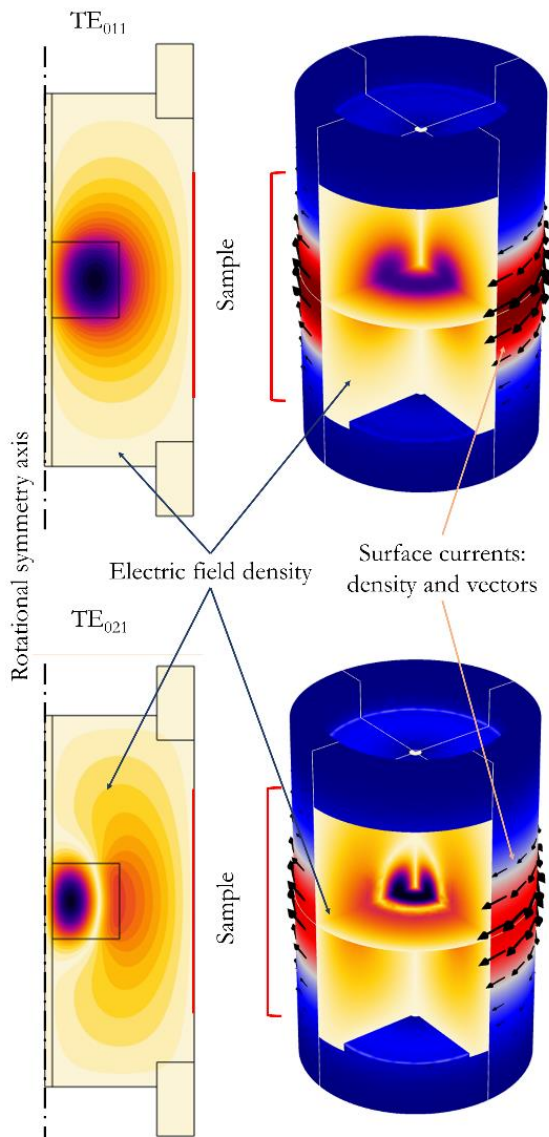 TE011
Sample
Rotational symmetry axis
Electric field density
Surface currents:
density and vectors
TE021
Sample